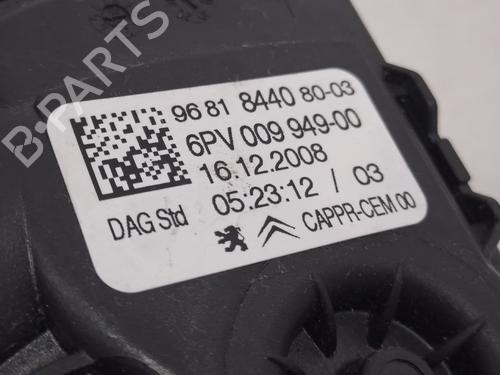 B-PARTS
96 81 8440 80-03
6PV 009 949-00
16.12.2008
DAG Std 05:23:12 / 03
CAPPR-CEM 00